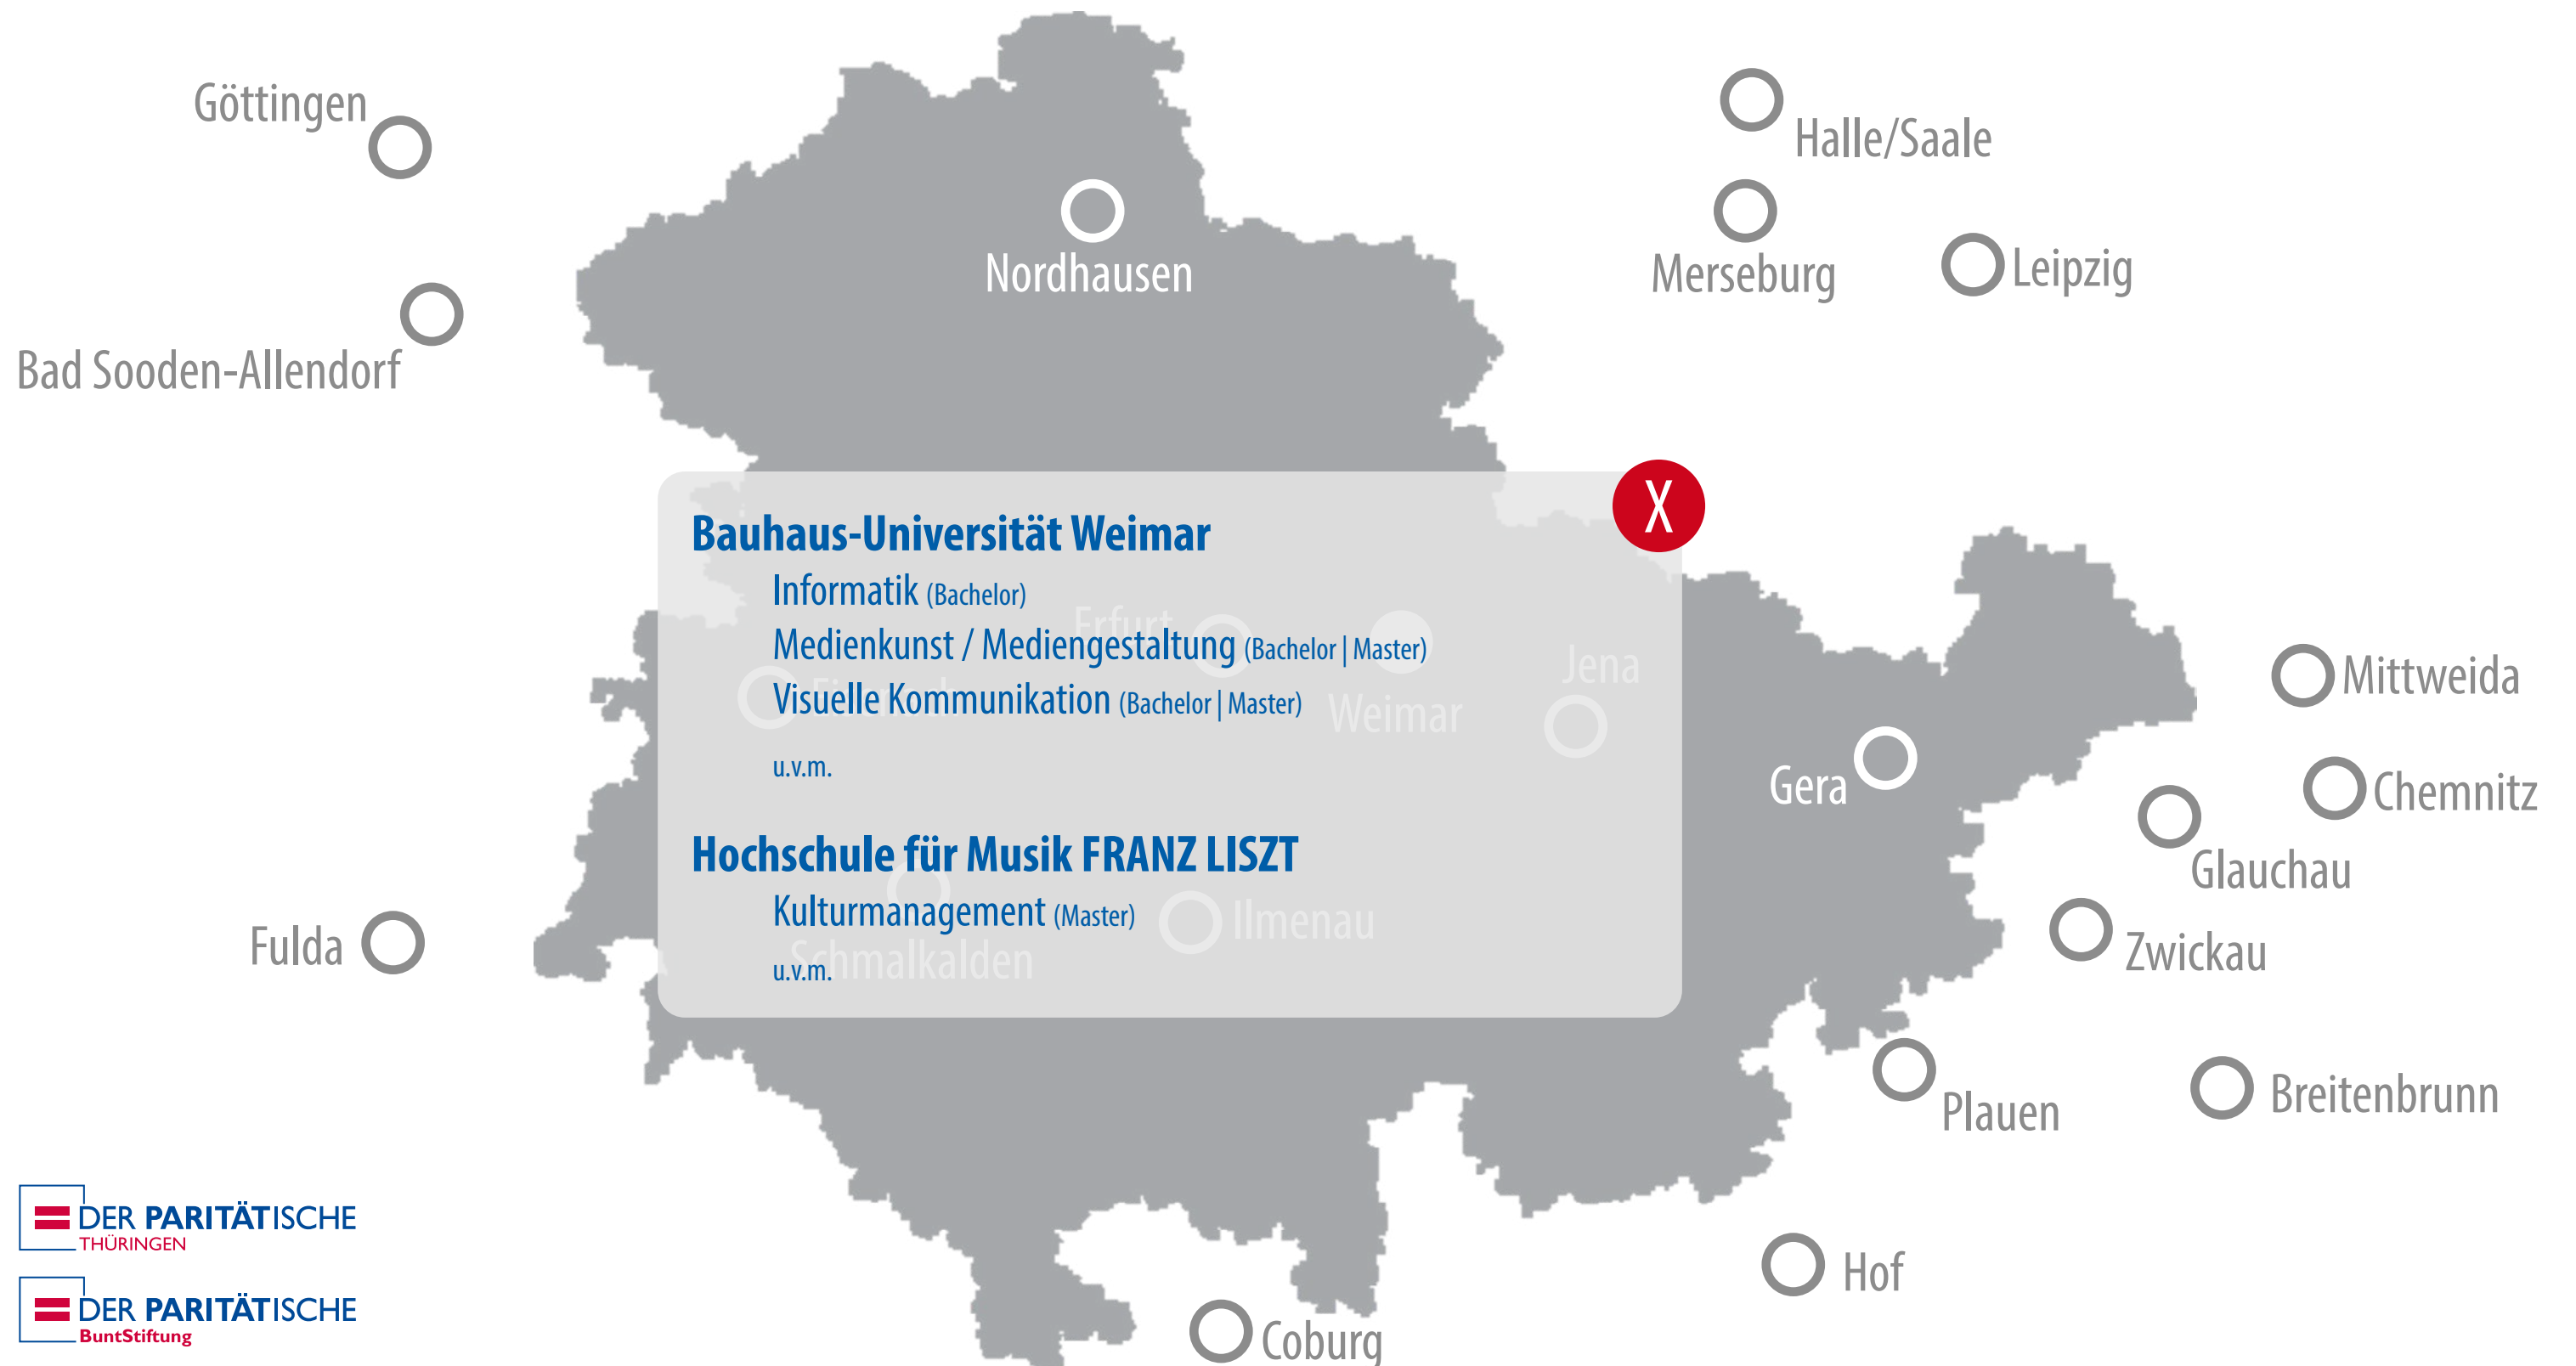 Göttingen
Halle/Saale
Nordhausen
Merseburg
Leipzig
Bad Sooden-Allendorf
X
Bauhaus-Universität Weimar
Informatik (Bachelor)
Medienkunst / Mediengestaltung (Bachelor | Master)
Visuelle Kommunikation (Bachelor | Master)
u.v.m.
Hochschule für Musik FRANZ LISZT
Kulturmanagement (Master)
u.v.m.
Erfurt
Weimar
Jena
Schmalkalden
Ilmenau
Mittweida
Gera
Chemnitz
Glauchau
Fulda
Zwickau
Plauen
Breitenbrunn
Hof
Coburg
DER PARITÄTISCHE
THÜRINGEN
DER PARITÄTISCHE
BuntStiftung